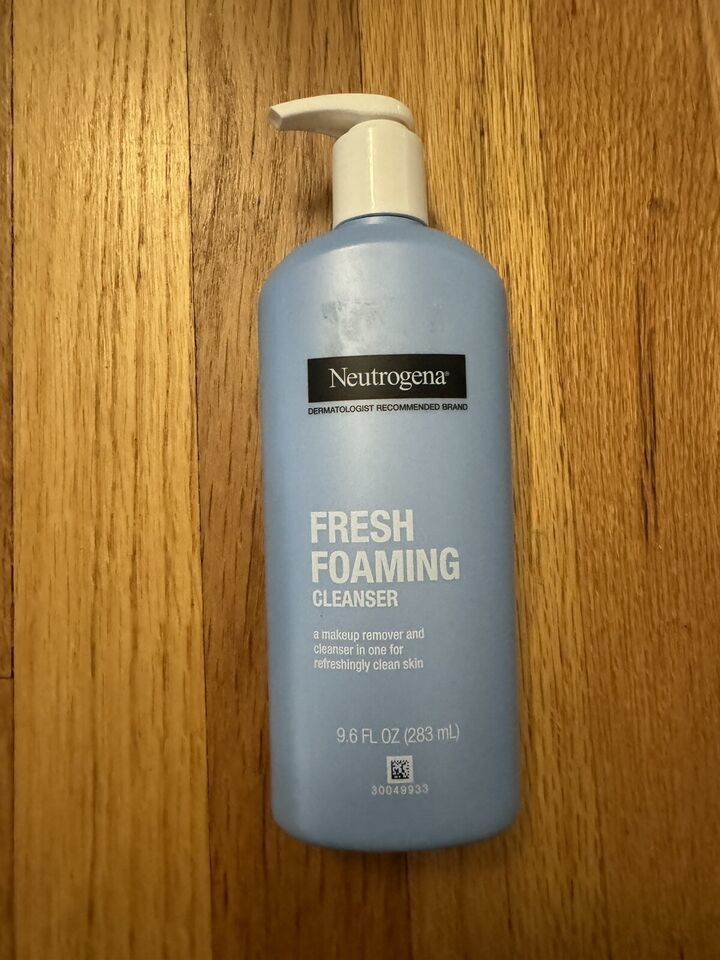 Neutrogena®
DERMATOLOGIST RECOMMENDED BRAND
FRESH
FOAMING
CLEANSER
a makeup remover and
cleanser in one for
refreshingly clean skin
9.6 FL OZ (283 mL)
30049933